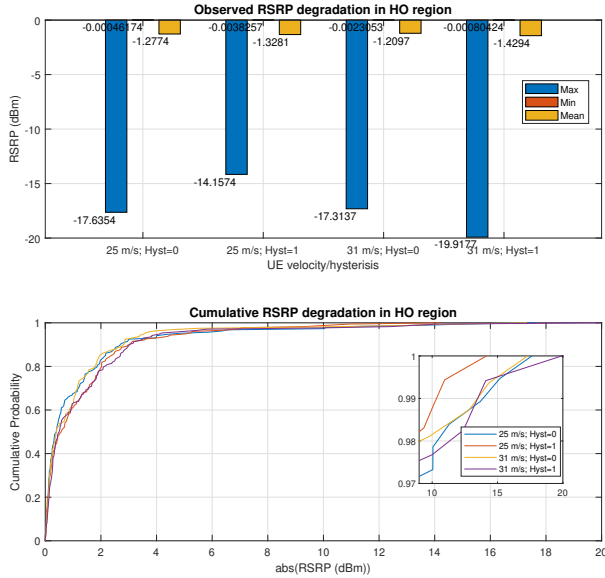 Observed RSRP degradation in HO region
0
-5
-10
-15
-20
RSRP (dBm)
-0.00046174
-0.0038257
-0.0023053
-0.00080424
-1.2774
-1.3281
-1.2097
-1.4294
Max
Min
Mean
-17.6354
-14.1574
-17.3137
-19.9177
25 m/s; Hyst=0
25 m/s; Hyst=1
31 m/s; Hyst=0
31 m/s; Hyst=1
UE velocity/hysterisis
Cumulative RSRP degradation in HO region
1
0.8
0.6
0.4
0.2
0
Cumulative Probability
1
0.99
0.98
0.97
10
15
20
25 m/s; Hyst=0
25 m/s; Hyst=1
31 m/s; Hyst=0
31 m/s; Hyst=1
0
2
4
6
8
10
12
14
16
18
20
abs(RSRP (dBm))